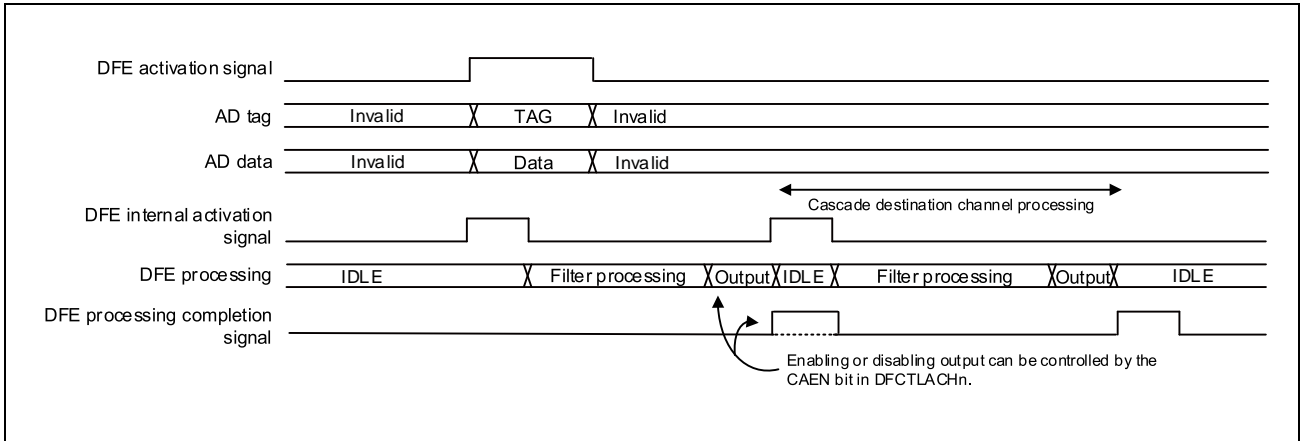 DFE activation signal
AD tag
Invalid TAG Invalid
AD data
Invalid Data Invalid
Cascade destination channel processing
DFE internal activation
signal
DFE processing
IDLE Filter processing Output IDLE Filter processing Output IDLE
DFE processing completion
signal
Enabling or disabling output can be controlled by the
CAEN bit in DFCTLACHn.